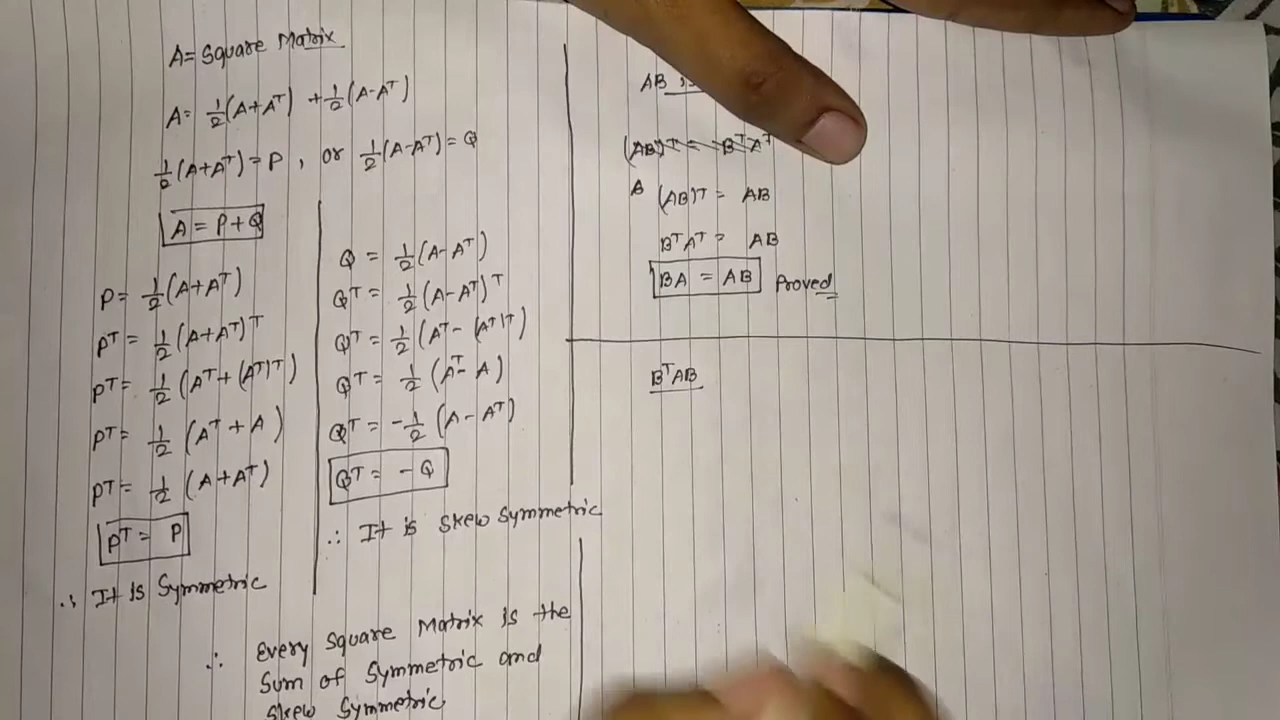 A = Square Matrix
A = 1/2 (A+Aᵀ) + 1/2 (A-Aᵀ)
1/2 (A+Aᵀ) = P , or 1/2 (A-Aᵀ) = Q
A = P+Q
P = 1/2 (A+Aᵀ)
Pᵀ = 1/2 (A+Aᵀ)ᵀ
Pᵀ = 1/2 (Aᵀ+(Aᵀ)ᵀ)
Pᵀ = 1/2 (Aᵀ + A)
Pᵀ = 1/2 (A+Aᵀ)
Pᵀ = P
∴ It is Symmetric
Q = 1/2 (A-Aᵀ)
Qᵀ = 1/2 (A-Aᵀ)ᵀ
Qᵀ = 1/2 (Aᵀ - (Aᵀ)ᵀ)
Qᵀ = 1/2 (Aᵀ - A)
Qᵀ = -1/2 (A - Aᵀ)
Qᵀ = -Q
∴ It is Skew Symmetric
∴ Every Square Matrix is the
Sum of Symmetric and
Skew Symmetric
AB
(AB)ᵀ = BᵀAᵀ
(AB)ᵀ = AB
BᵀAᵀ = AB
BA = AB Proved
BᵀAB